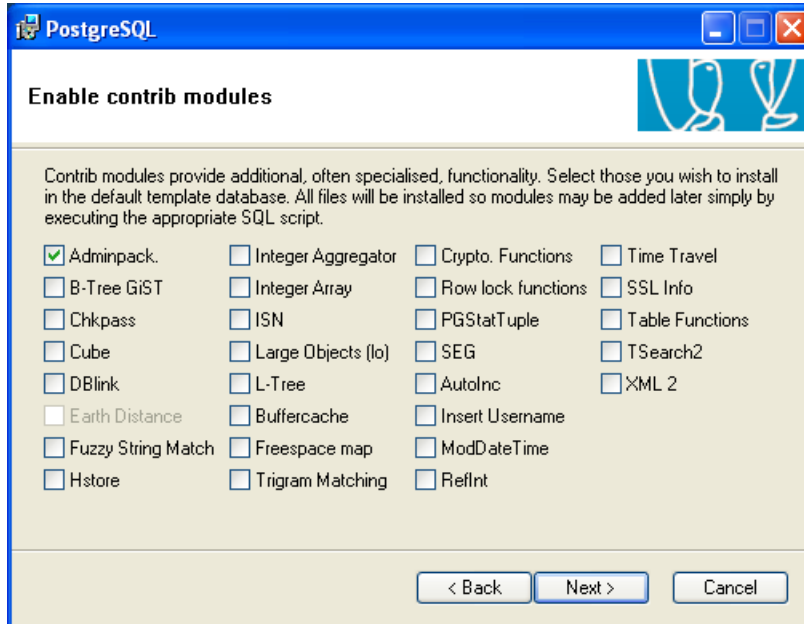 PostgreSQL
Enable contrib modules
Contrib modules provide additional, often specialised, functionality. Select those you wish to install
in the default template database. All files will be installed so modules may be added later simply by
executing the appropriate SQL script.
Adminpack. Integer Aggregator Crypto. Functions Time Travel
B-Tree GiST Integer Array Row lock functions SSL Info
Chkpass ISN PGStatTuple Table Functions
Cube Large Objects (lo) SEG TSearch2
DBlink L-Tree AutoInc XML 2
Earth Distance Buffercache Insert Username
Fuzzy String Match Freespace map ModDateTime
Hstore Trigram Matching RefInt
< Back Next > Cancel